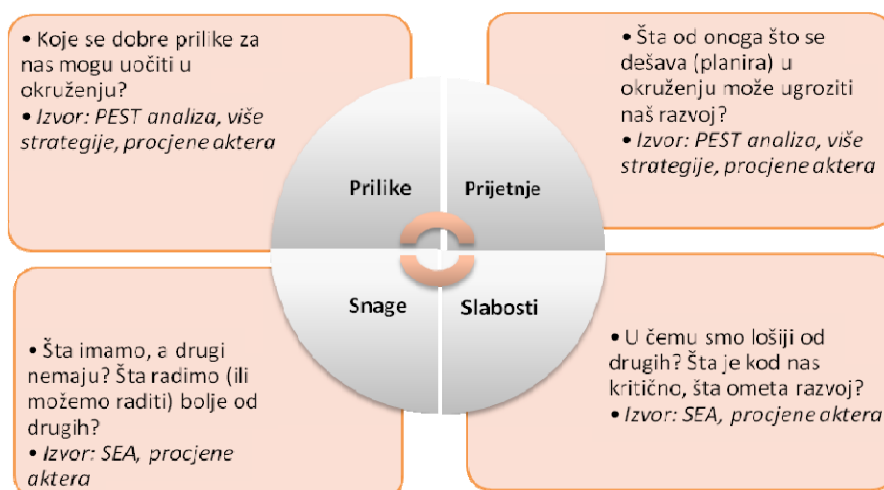 • Koje se dobre prilike za
nas mogu uočiti u
okruženju?
• Izvor: PEST analiza, više
strategije, procjene aktera
• Šta od onoga što se
dešava (planira) u
okruženju može ugroziti
naš razvoj?
• Izvor: PEST analiza, više
strategije, procjene aktera
Prilike
Prijetnje
Snage
Slabosti
• Šta imamo, a drugi
nemaju? Šta radimo (ili
možemo raditi) bolje od
drugih?
• Izvor: SEA, procjene
aktera
• U čemu smo lošiji od
drugih? Šta je kod nas
kritično, šta ometa razvoj?
• Izvor: SEA, procjene aktera